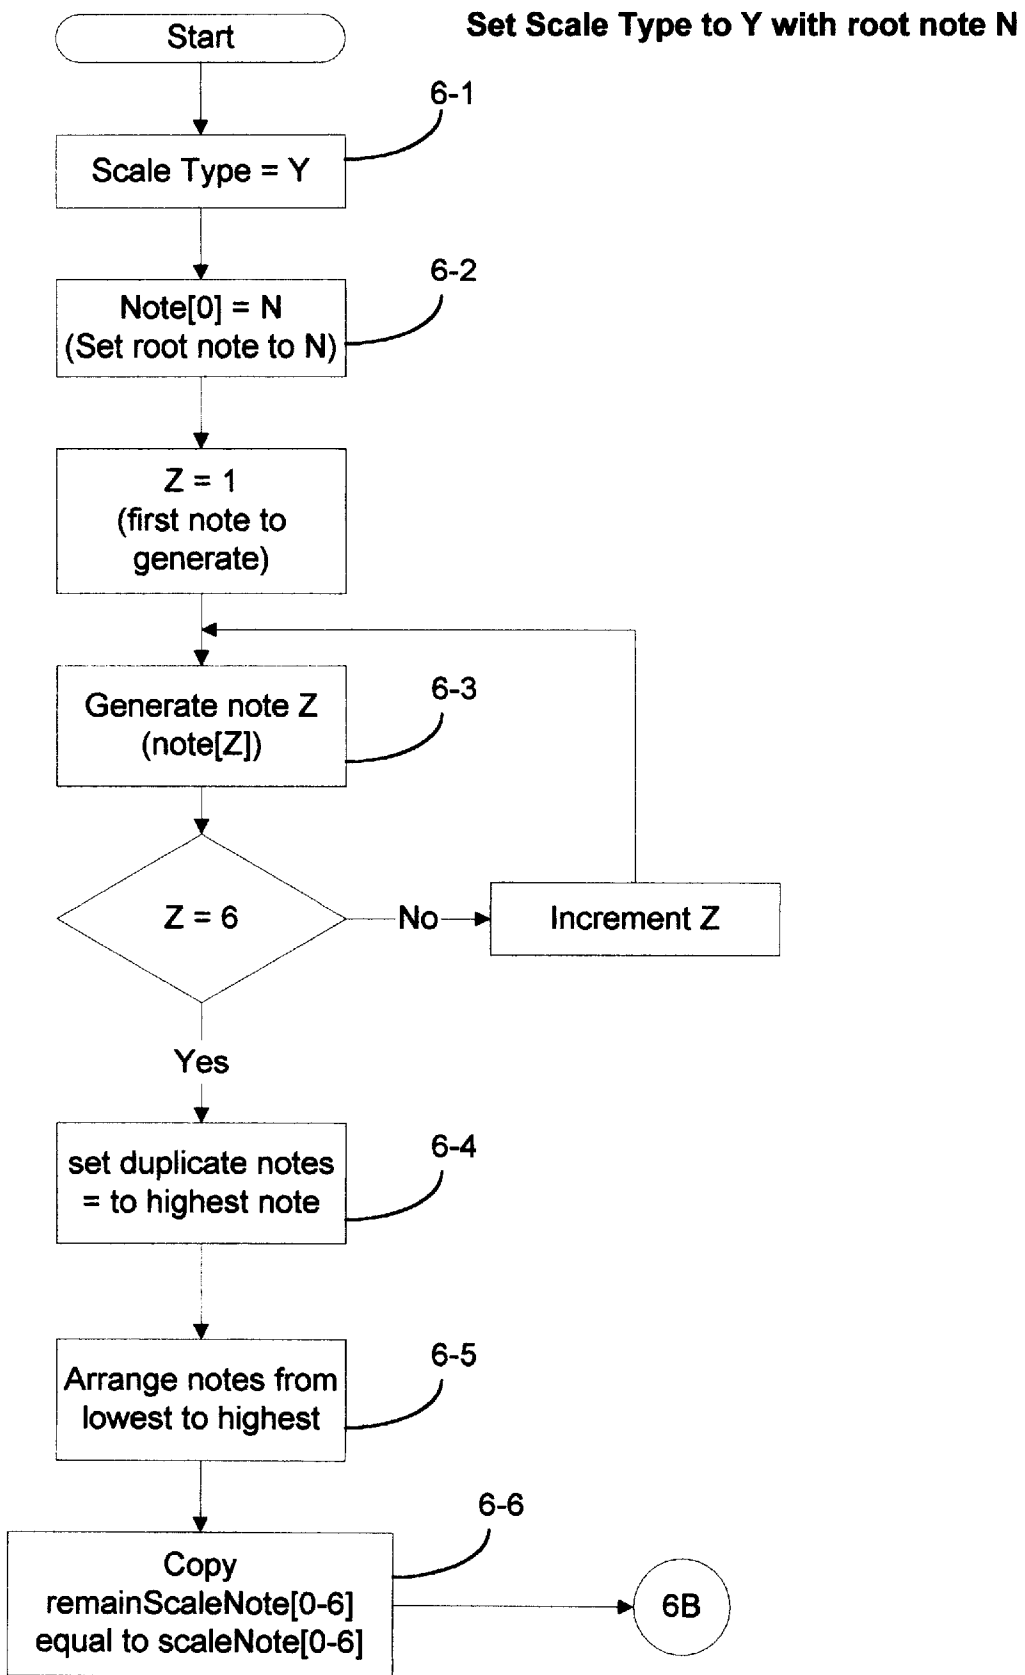 Set Scale Type to Y with root note N
Start
6-1
Scale Type = Y
6-2
Note[0] = N
(Set root note to N)
Z = 1
(first note to
generate)
6-3
Generate note Z
(note[Z])
Z = 6
No
Increment Z
Yes
6-4
set duplicate notes
= to highest note
6-5
Arrange notes from
lowest to highest
6-6
Copy
remainScaleNote[0-6]
equal to scaleNote[0-6]
6B